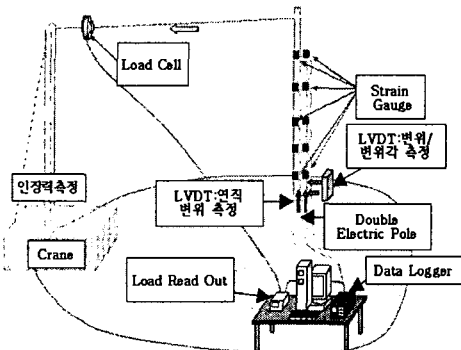 Load Cell
Strain
Gauge
LVDT:변위/
변위각 측정
인장력측정
LVDT:연직
변위 측정
Double
Electric Pole
Crane
Load Read Out
Data Logger